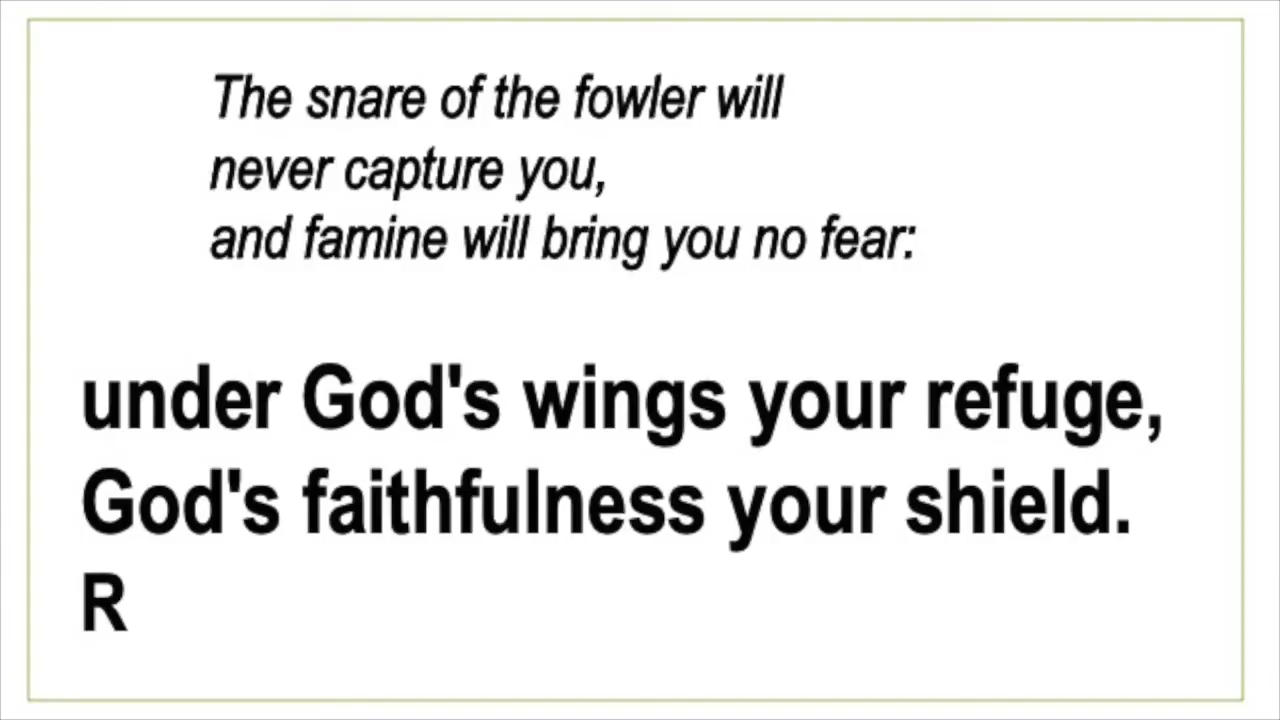 The snare of the fowler will
never capture you,
and famine will bring you no fear:
under God's wings your refuge,
God's faithfulness your shield.
R